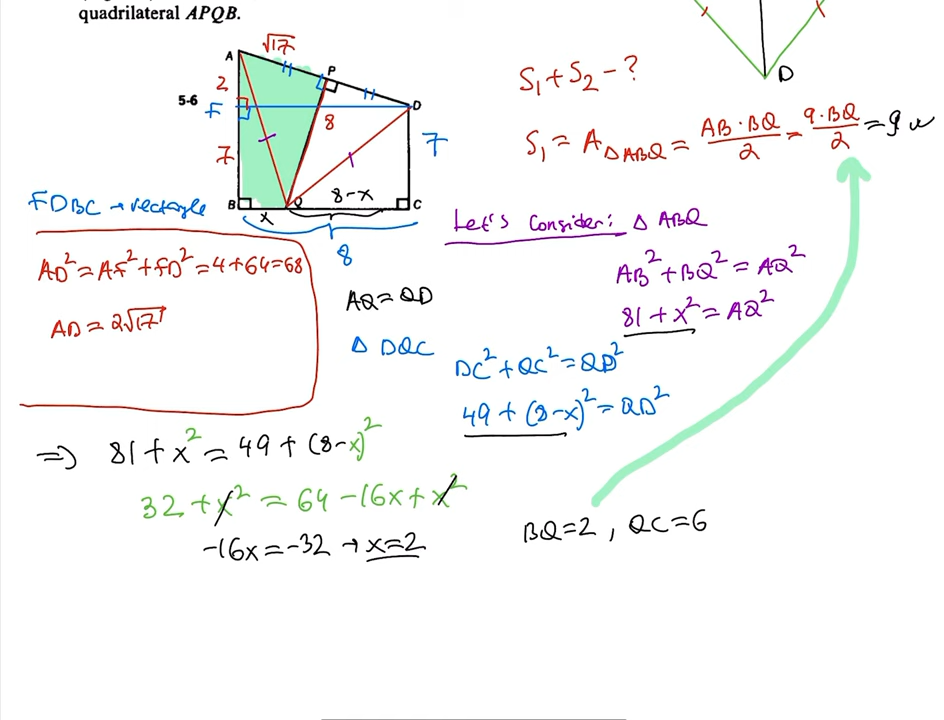 quadrilateral APQB.
A
√17
P
2
5-6
F
D
8
7
7
B
x
Q
8-x
C
8
D
S₁+S₂-?
S₁ = A△ABQ = AB·BQ/2 = 9·BQ/2 = 9 u
FDBC → rectangle
AD² = AF²+FD² = 4+64=68
AD = 2√17
AQ = QD
△ DQC
Let's Consider: △ ABQ
AB² + BQ² = AQ²
81 + x² = AQ²
DC² + QC² = QD²
49 + (8-x)² = QD²
=> 81 + x² = 49 + (8-x)²
32 + x² = 64 - 16x + x²
-16x = -32 → x=2
BQ=2, QC=6